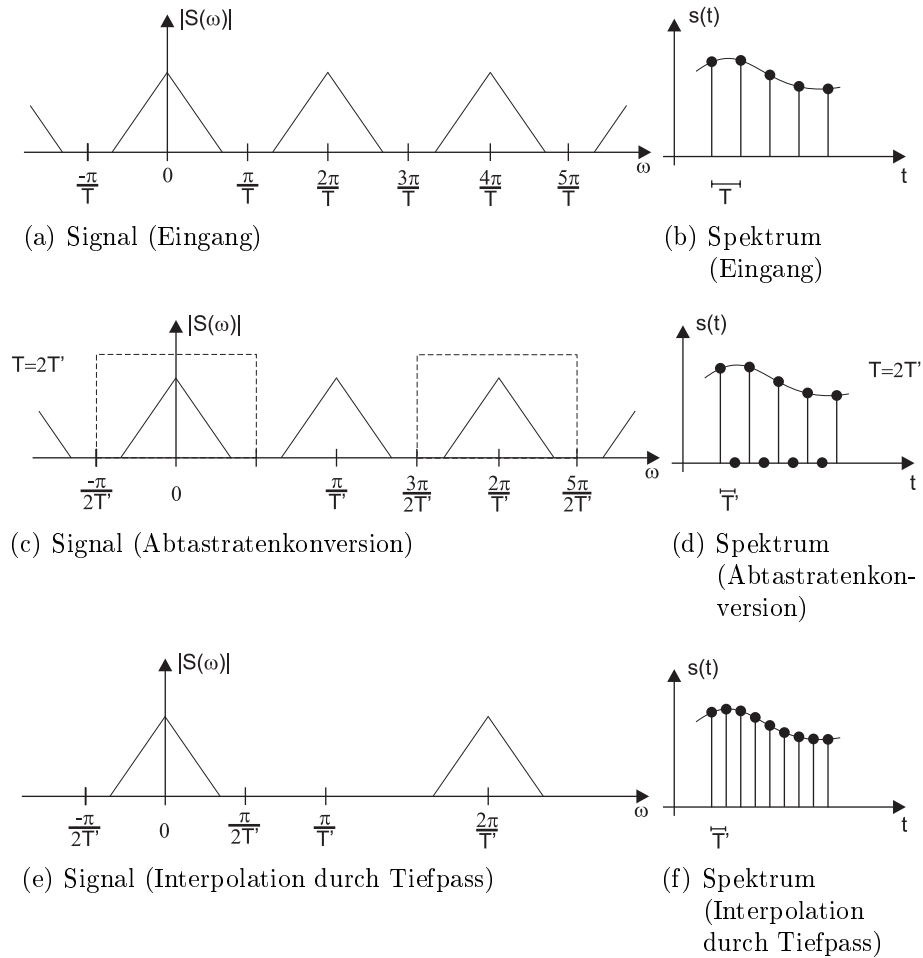 |S(ω)|
s(t)
-π/T 0 π/T 2π/T 3π/T 4π/T 5π/T ω
T t
(a) Signal (Eingang)
(b) Spektrum
(Eingang)
|S(ω)|
s(t)
T=2T'
T=2T'
-π/2T' 0 π/T' 3π/2T' 2π/T' 5π/2T' ω
T' t
(c) Signal (Abtastratenkonversion)
(d) Spektrum
(Abtastratenkon-
version)
|S(ω)|
s(t)
-π/2T' 0 π/2T' π/T' 2π/T' ω
T' t
(e) Signal (Interpolation durch Tiefpass)
(f) Spektrum
(Interpolation
durch Tiefpass)